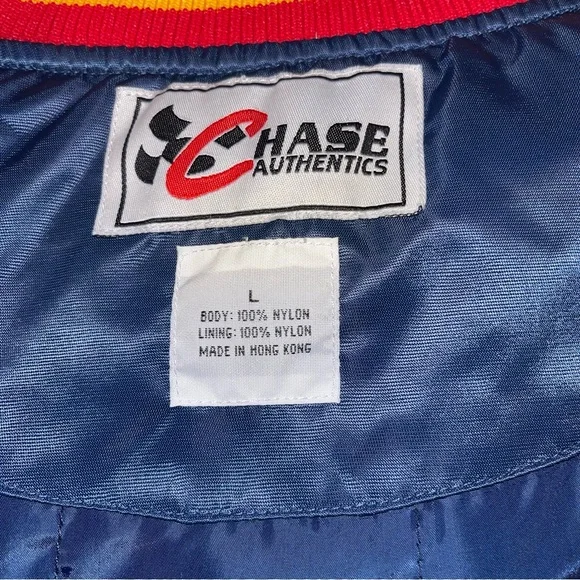 CHASE
AUTHENTICS
L
BODY: 100% NYLON
LINING: 100% NYLON
MADE IN HONG KONG